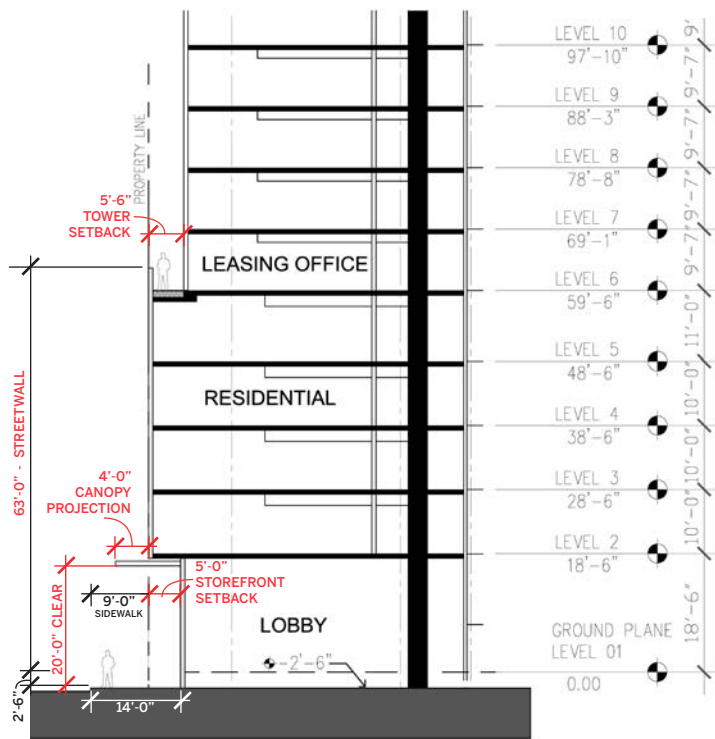 LEVEL 10
97'-10"
9'
LEVEL 9
88'-3"
9'-7"
LEVEL 8
78'-8"
9'-7"
PROPERTY LINE
5'-6"
TOWER
SETBACK
LEVEL 7
69'-1"
9'-7"
LEASING OFFICE
LEVEL 6
59'-6"
9'-7"
LEVEL 5
48'-6"
11'-0"
RESIDENTIAL
LEVEL 4
38'-6"
10'-0"
63'-0" - STREETWALL
4'-0"
CANOPY
PROJECTION
LEVEL 3
28'-6"
10'-0"
LEVEL 2
18'-6"
10'-0"
5'-0"
STOREFRONT
SETBACK
9'-0"
SIDEWALK
20'-0" CLEAR
LOBBY
GROUND PLANE
LEVEL 01
0.00
18'-6"
-2'-6"
2'-6"
14'-0"